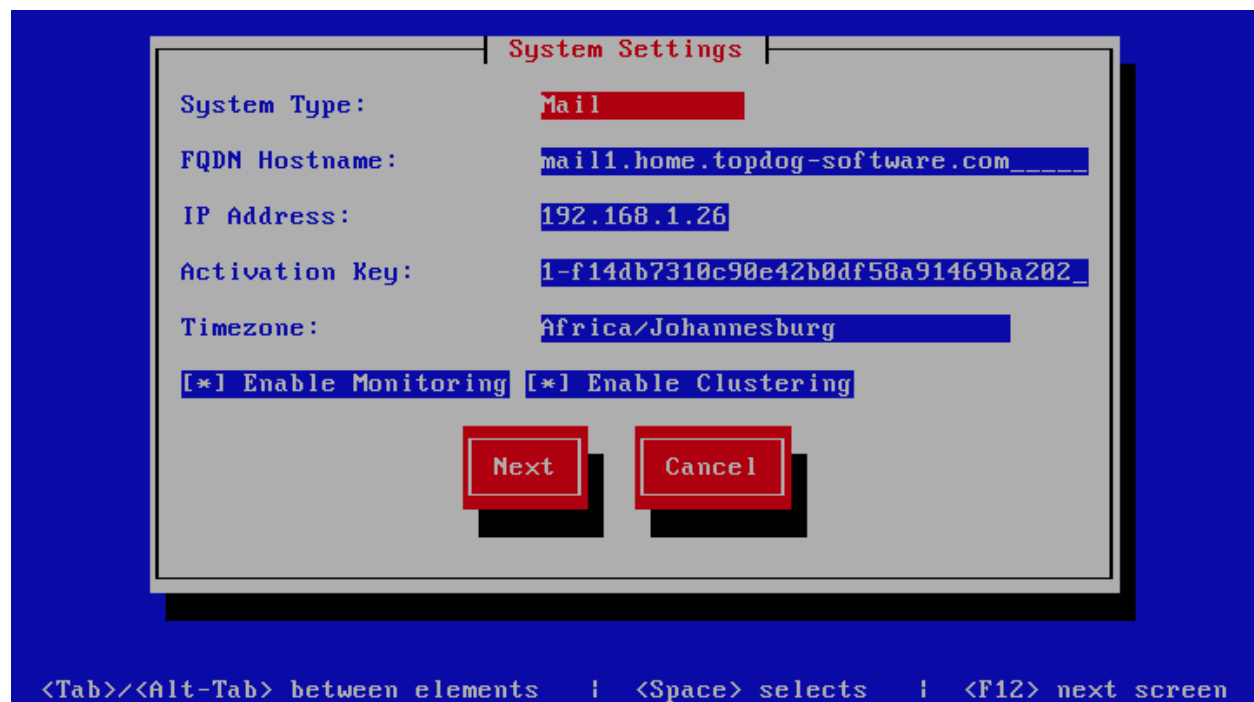 System Settings
System Type: Mail
FQDN Hostname: mail1.home.topdog-software.com_____
IP Address: 192.168.1.26
Activation Key: 1-f14db7310c90e42b0df58a91469ba202_
Timezone: Africa/Johannesburg
[*] Enable Monitoring [*] Enable Clustering
Next Cancel
<Tab>/<Alt-Tab> between elements | <Space> selects | <F12> next screen